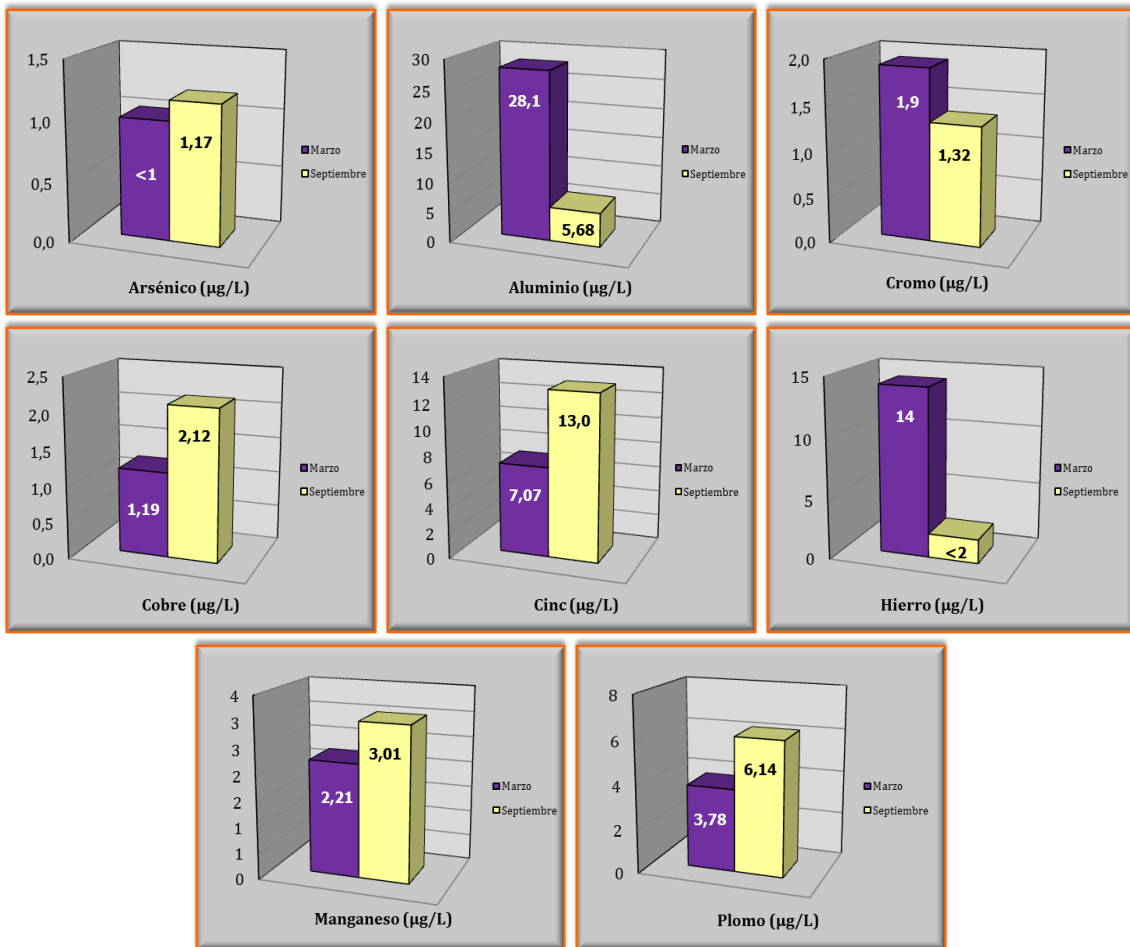 1,5
1,0
0,5
0,0
<1
1,17
Marzo
Septiembre
Arsénico (µg/L)
30
25
20
15
10
5
0
28,1
5,68
Marzo
Septiembre
Aluminio (µg/L)
2,0
1,5
1,0
0,5
0,0
1,9
1,32
Marzo
Septiembre
Cromo (µg/L)
2,5
2,0
1,5
1,0
0,5
0,0
1,19
2,12
Marzo
Septiembre
Cobre (µg/L)
14
12
10
8
6
4
2
0
7,07
13,0
Marzo
Septiembre
Cinc (µg/L)
15
10
5
0
14
<2
Marzo
Septiembre
Hierro (µg/L)
4
3
3
2
2
1
1
0
2,21
3,01
Marzo
Septiembre
Manganeso (µg/L)
8
6
4
2
0
3,78
6,14
Marzo
Septiembre
Plomo (µg/L)